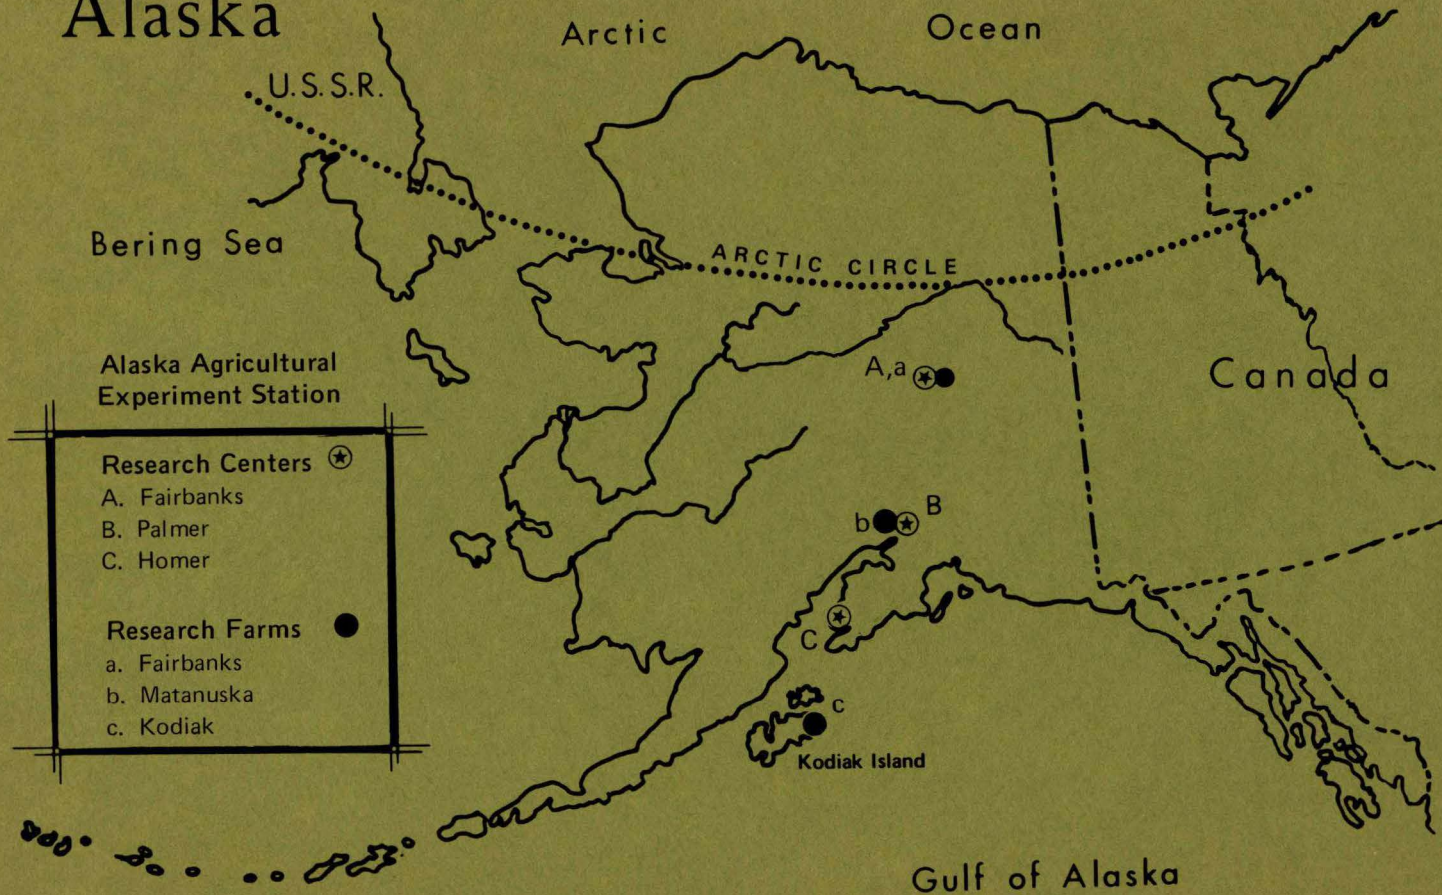 Alaska
Arctic
Ocean
U.S.S.R.
Bering Sea
ARCTIC CIRCLE
Alaska Agricultural
Experiment Station
A,a
Canada
Research Centers
A. Fairbanks
B. Palmer
C. Homer
b
B
Research Farms
a. Fairbanks
b. Matanuska
c. Kodiak
C
c
Kodiak Island
Gulf of Alaska